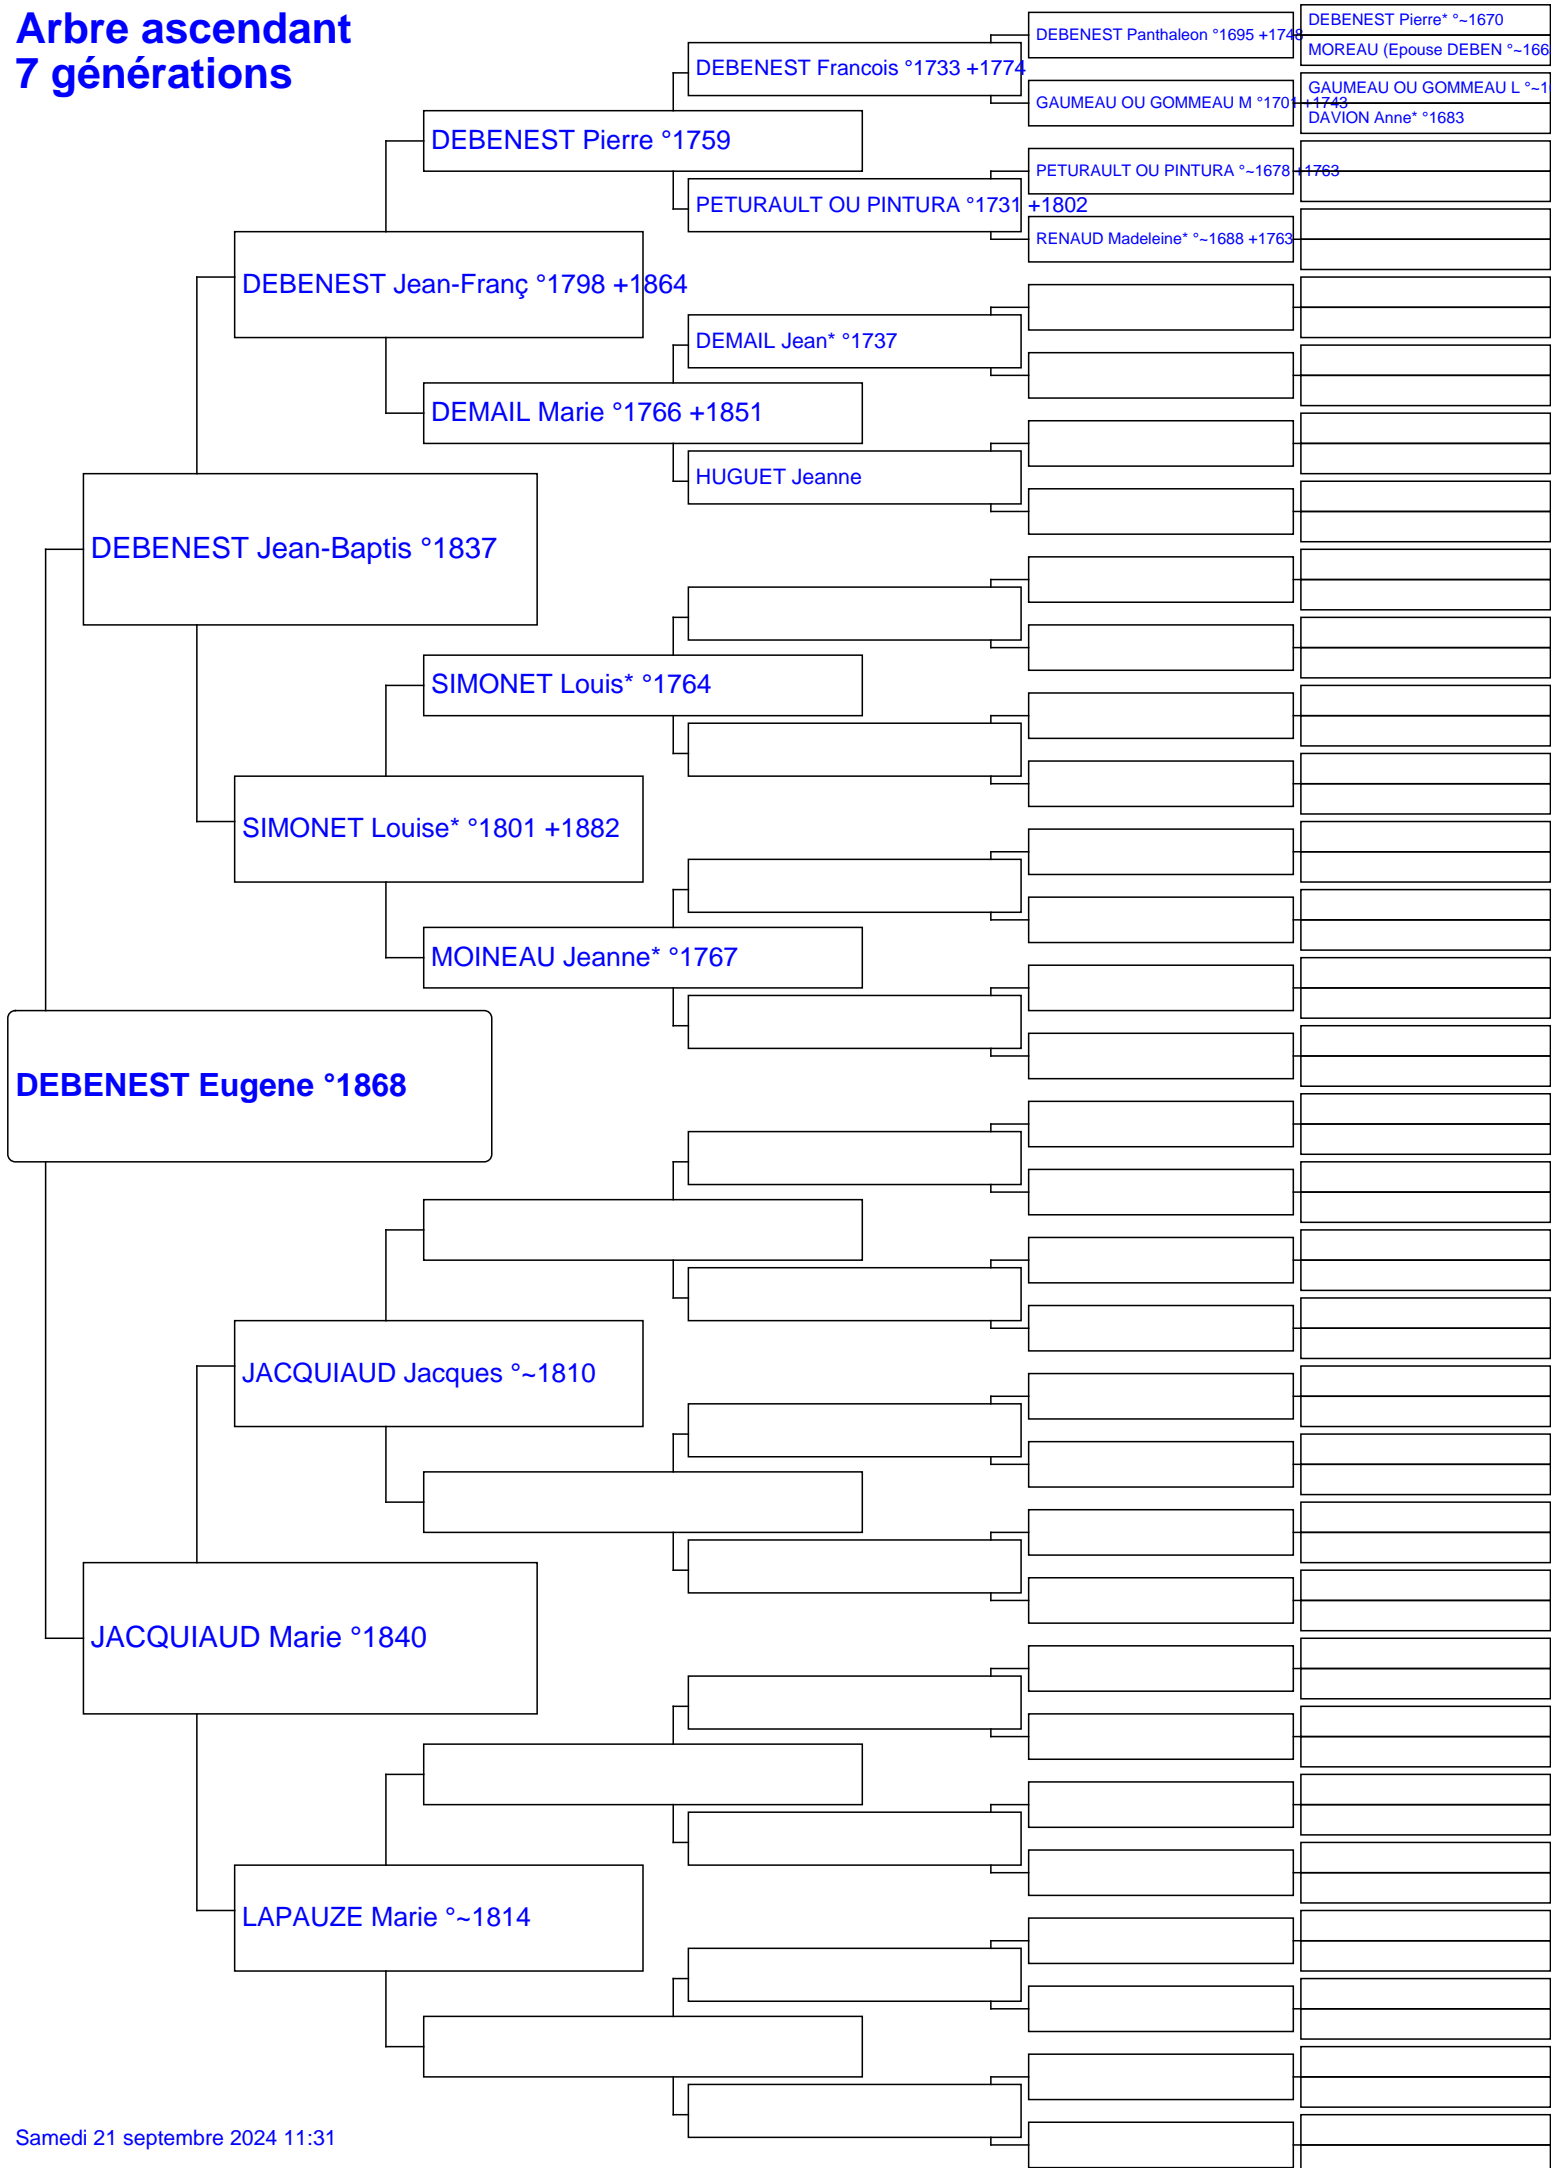 Arbre ascendant
7 générations
DEBENEST Panthaleon °1695 +1748
DEBENEST Pierre* °~1670
MOREAU (Epouse DEBEN °~166
DEBENEST Francois °1733 +1774
GAUMEAU OU GOMMEAU L °~1
GAUMEAU OU GOMMEAU M °1701 +1743
DAVION Anne* °1683
DEBENEST Pierre °1759
PETURAULT OU PINTURA °~1678 +1763
PETURAULT OU PINTURA °1731 +1802
RENAUD Madeleine* °~1688 +1763
DEBENEST Jean-Franç °1798 +1864
DEMAIL Jean* °1737
DEMAIL Marie °1766 +1851
HUGUET Jeanne
DEBENEST Jean-Baptis °1837
SIMONET Louis* °1764
SIMONET Louise* °1801 +1882
MOINEAU Jeanne* °1767
DEBENEST Eugene °1868
JACQUIAUD Jacques °~1810
JACQUIAUD Marie °1840
LAPAUZE Marie °~1814
Samedi 21 septembre 2024 11:31